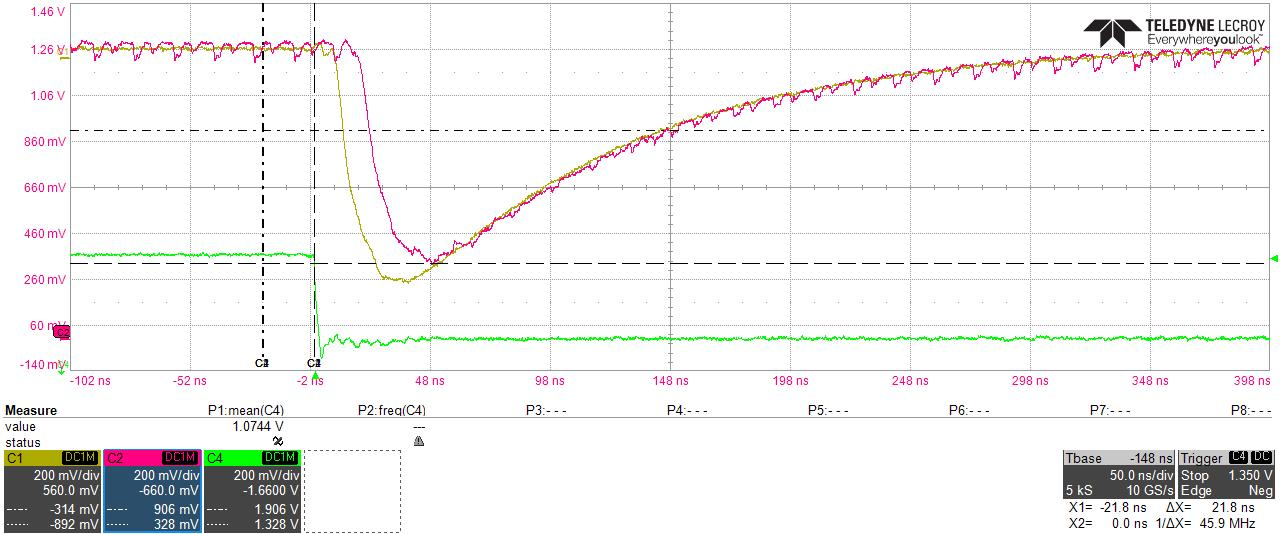 1.46 V
TELEDYNE LECROY
Everywhereyoulook™
1.26 V
C1
1.06 V
860 mV
660 mV
460 mV
260 mV
60 mV
C2
-140 mV
C4
-102 ns -52 ns -2 ns 48 ns 98 ns 148 ns 198 ns 248 ns 298 ns 348 ns 398 ns
Measure P1:mean(C4) P2:freq(C4) P3:- - - P4:- - - P5:- - - P6:- - - P7:- - - P8:- - -
value 1.0744 V ---
status
C1 DC1M C2 DC1M C4 DC1M
200 mV/div 200 mV/div 200 mV/div
560.0 mV -660.0 mV -1.6600 V
-314 mV 906 mV 1.906 V
-892 mV 328 mV 1.328 V
Tbase -148 ns Trigger C4 DC
50.0 ns/div Stop 1.350 V
5 kS 10 GS/s Edge Neg
X1= -21.8 ns ΔX= 21.8 ns
X2= 0.0 ns 1/ΔX= 45.9 MHz